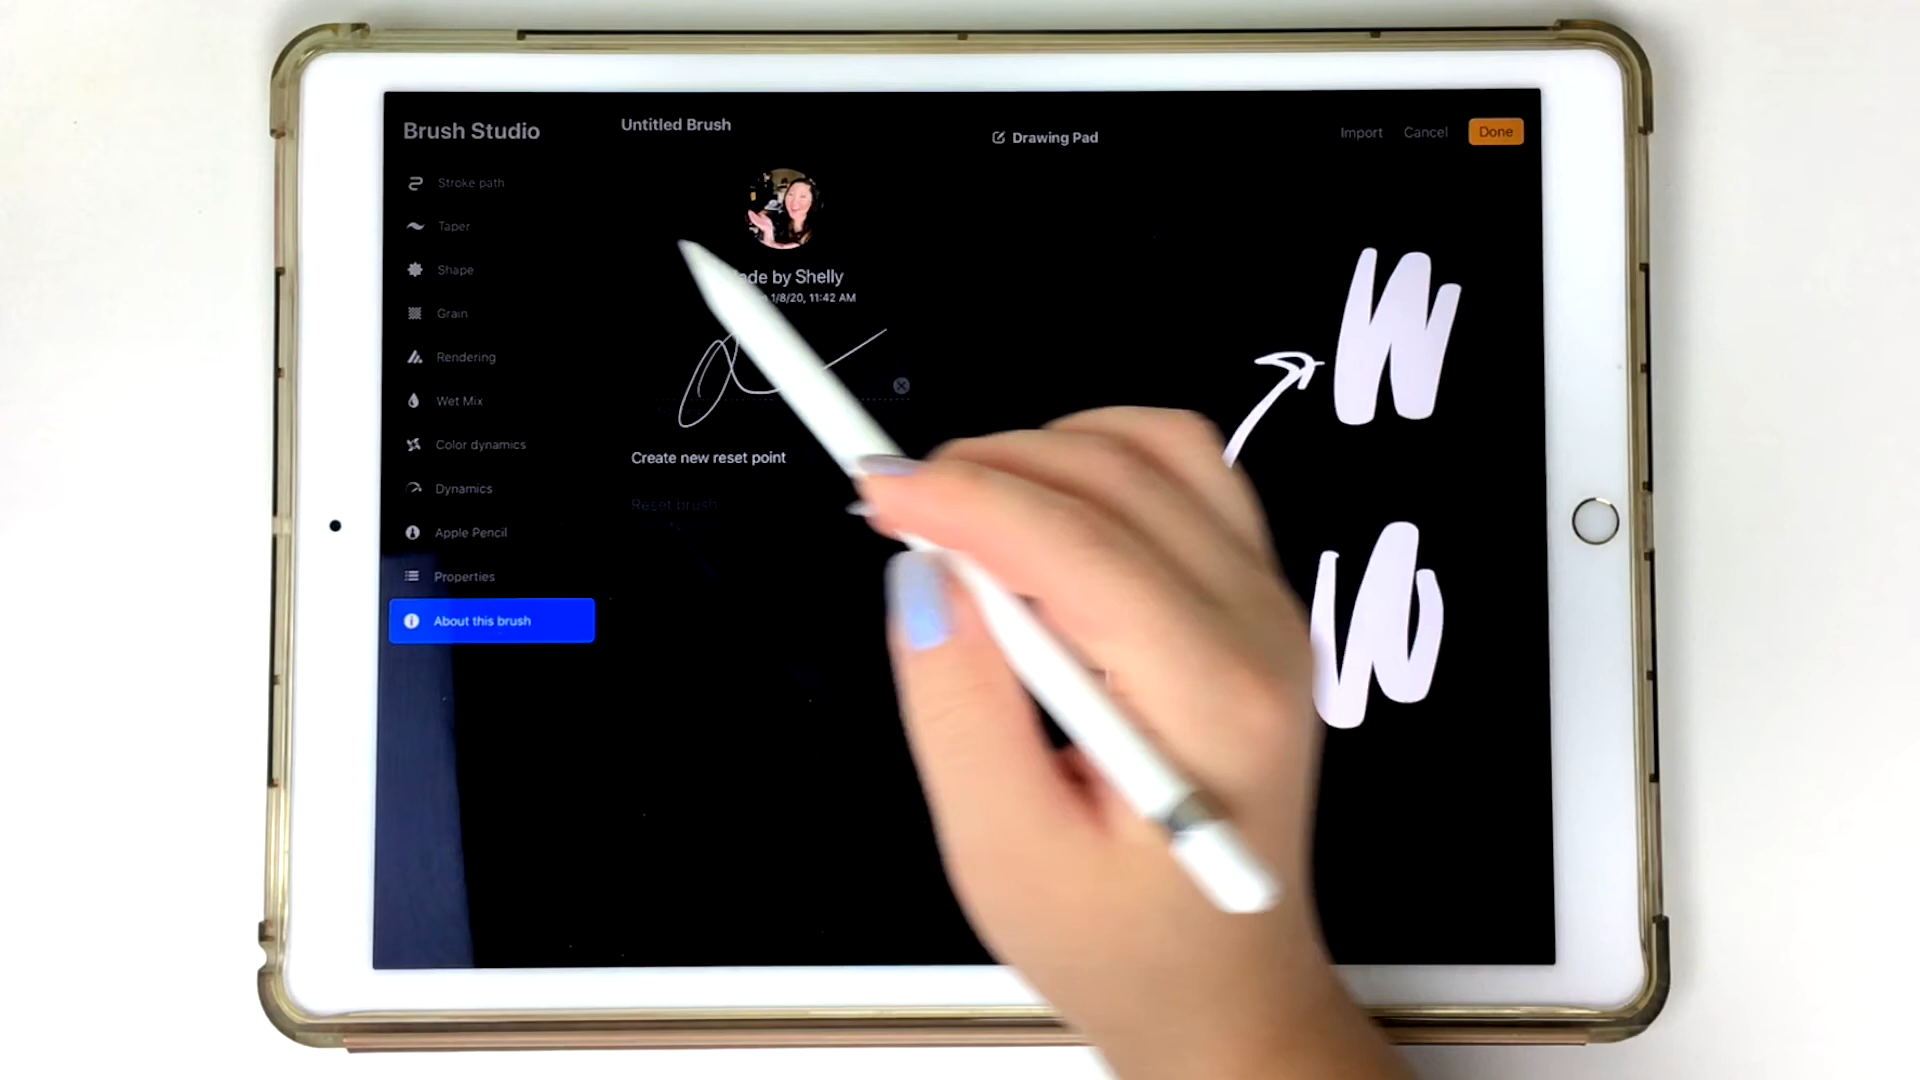 Brush Studio
Stroke path
Taper
Shape
Grain
Rendering
Wet Mix
Color dynamics
Dynamics
Apple Pencil
Properties
About this brush
Untitled Brush
ade by Shelly
1/8/20, 11:42 AM
Create new reset point
Reset brush
Drawing Pad
Import Cancel Done